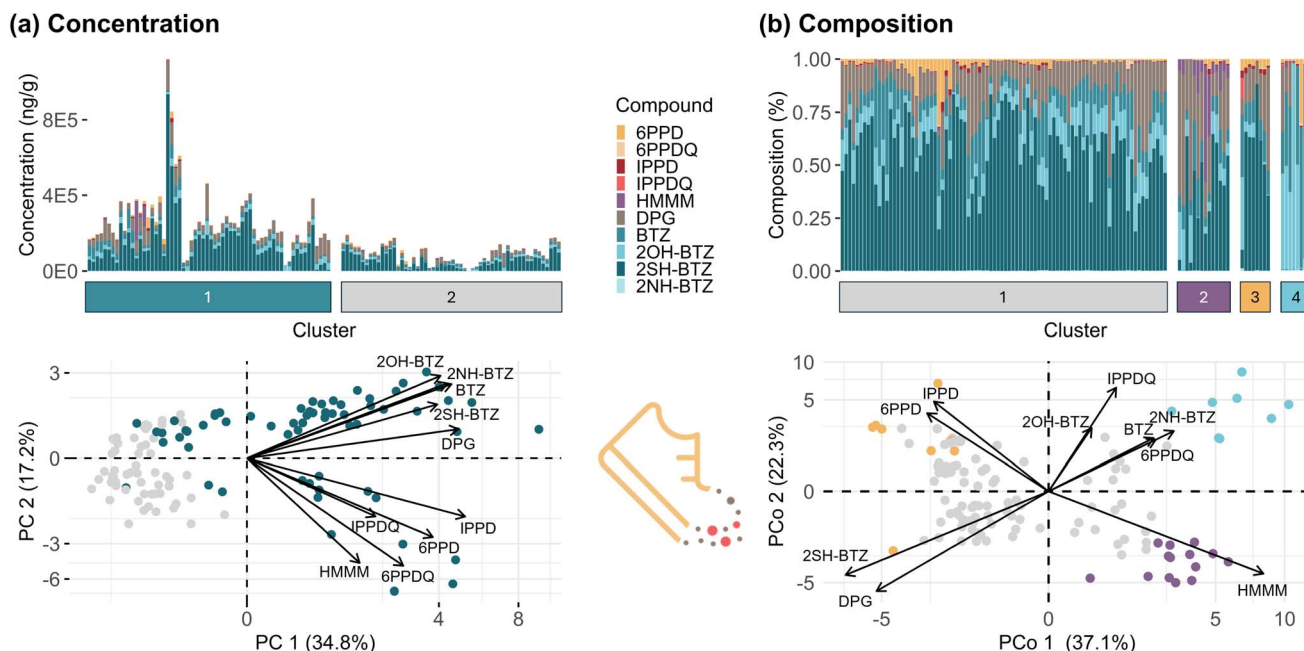 (a) Concentration
Concentration (ng/g)
8E5
4E5
0E0
1
2
Cluster
Compound
6PPD
6PPDQ
IPPD
IPPDQ
HMMM
DPG
BTZ
2OH-BTZ
2SH-BTZ
2NH-BTZ
(b) Composition
Composition (%)
1.00
0.75
0.50
0.25
0.00
1
2
3
4
Cluster
PC 2 (17.2%)
3
0
-3
-6
2OH-BTZ
2NH-BTZ
BTZ
2SH-BTZ
DPG
IPPDQ
IPPD
6PPD
HMMM
6PPDQ
0
4
8
PC 1 (34.8%)
PCo 2 (22.3%)
10
5
0
-5
IPPD
6PPD
IPPDQ
2OH-BTZ
2NH-BTZ
BTZ
6PPDQ
2SH-BTZ
DPG
HMMM
-5
0
5
10
PCo 1 (37.1%)